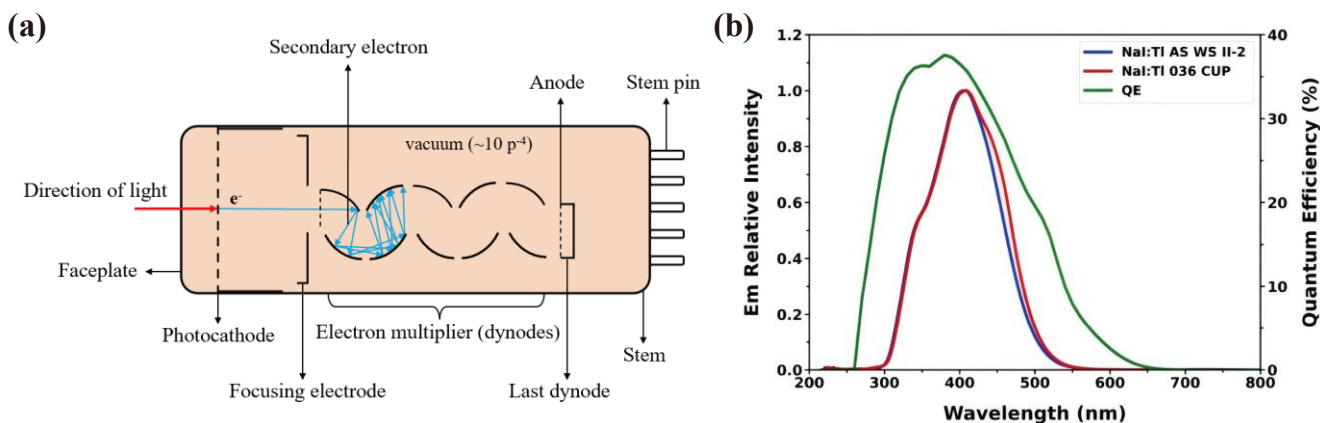 (a)
Secondary electron
Anode
Stem pin
vacuum (~10 p⁻⁴)
Direction of light
e⁻
Faceplate
Photocathode
Electron multiplier (dynodes)
Stem
Focusing electrode
Last dynode
(b)
1.2
1.0
0.8
0.6
0.4
0.2
0.0
Em Relative Intensity
NaI:Tl AS WS II-2
NaI:Tl 036 CUP
QE
40
30
20
10
0
Quantum Efficiency (%)
200 300 400 500 600 700 800
Wavelength (nm)